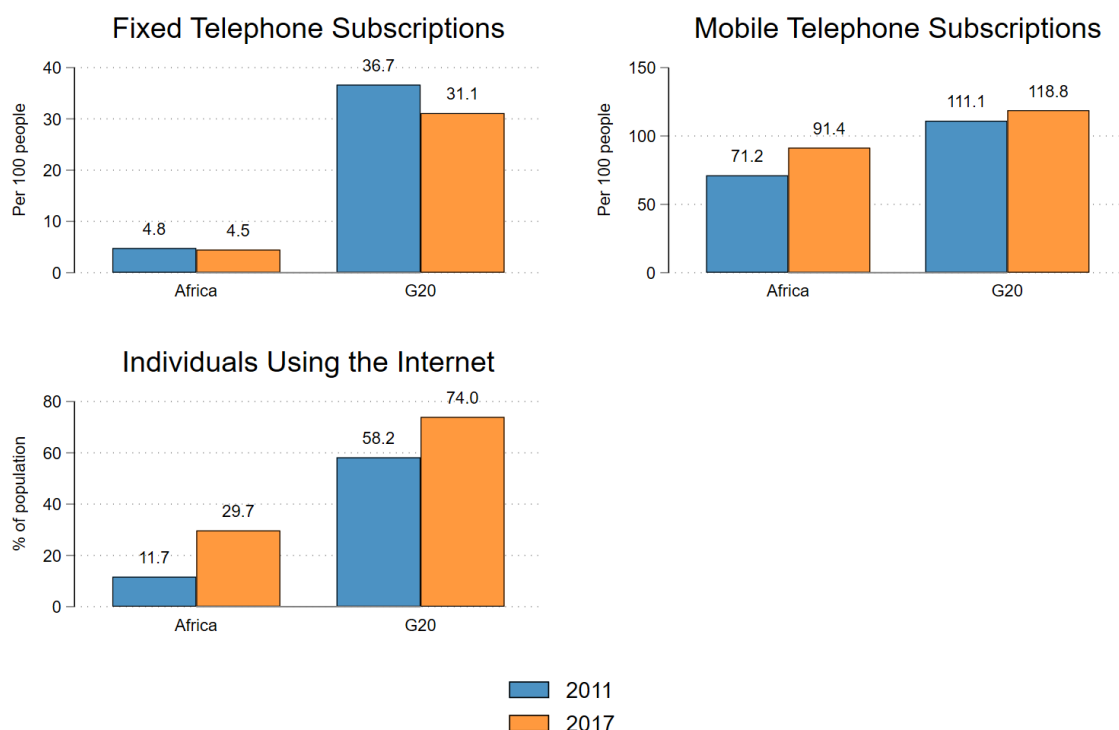 Fixed Telephone Subscriptions
Per 100 people
40
30
20
10
0
4.8
4.5
36.7
31.1
Africa
G20
Mobile Telephone Subscriptions
Per 100 people
150
100
50
0
71.2
91.4
111.1
118.8
Africa
G20
Individuals Using the Internet
% of population
80
60
40
20
0
11.7
29.7
58.2
74.0
Africa
G20
2011
2017